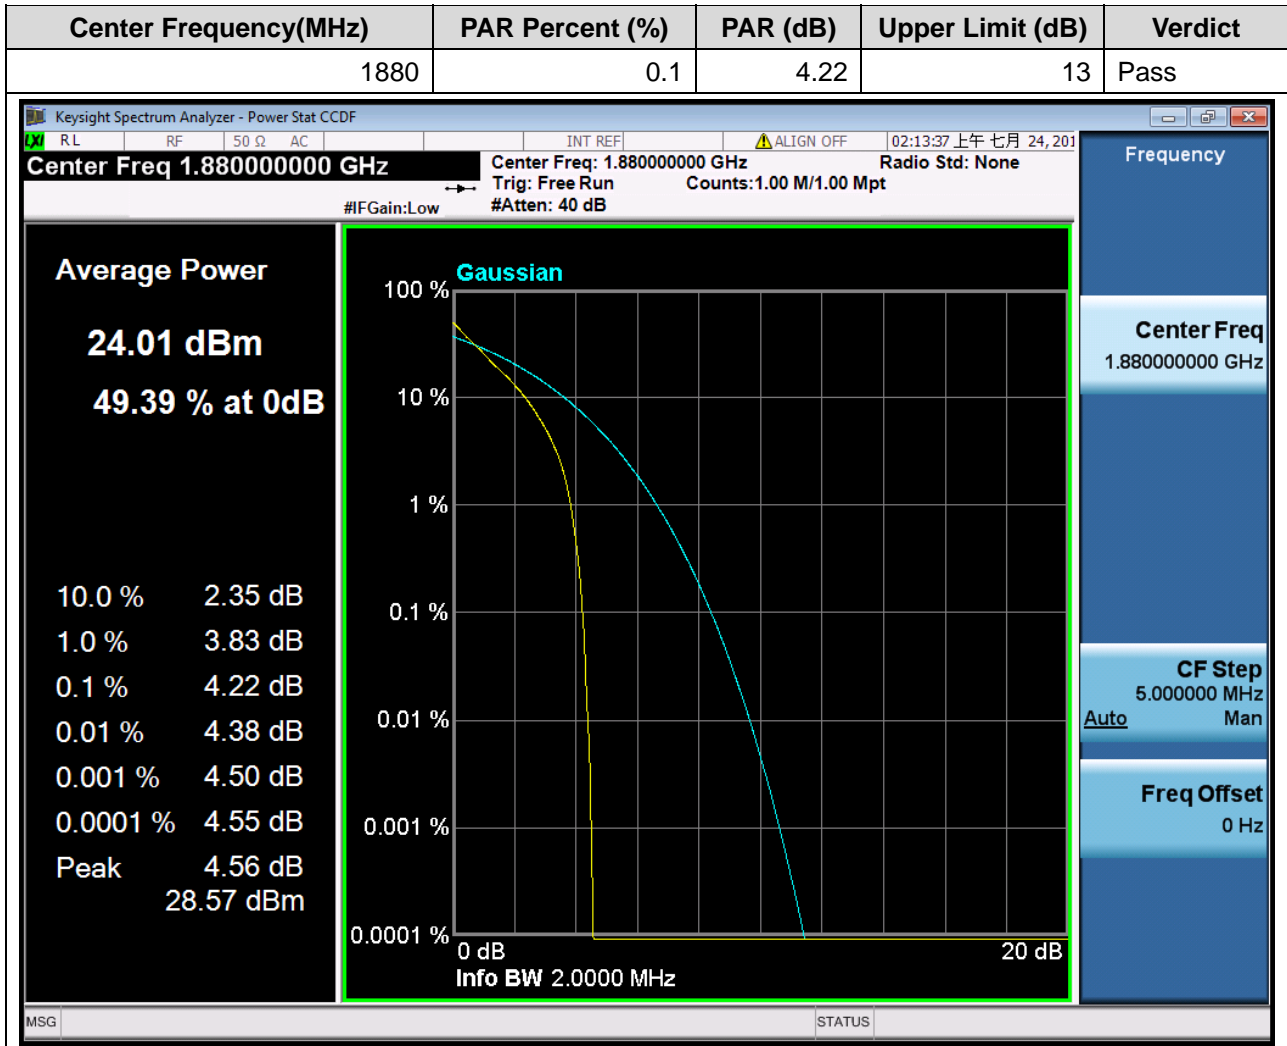 Center Frequency(MHz) PAR Percent (%) PAR (dB) Upper Limit (dB) Verdict
1880 0.1 4.22 13 Pass
Keysight Spectrum Analyzer - Power Stat CCDF
LXI RL RF 50 Ω AC INT REF ALIGN OFF 02:13:37 上午 七月 24, 201
Center Freq 1.880000000 GHz
Center Freq: 1.880000000 GHz Radio Std: None
Trig: Free Run Counts:1.00 M/1.00 Mpt
#IFGain:Low #Atten: 40 dB
Frequency
Average Power
24.01 dBm
49.39 % at 0dB
10.0 % 2.35 dB
1.0 % 3.83 dB
0.1 % 4.22 dB
0.01 % 4.38 dB
0.001 % 4.50 dB
0.0001 % 4.55 dB
Peak 4.56 dB
28.57 dBm
Gaussian
100 %
10 %
1 %
0.1 %
0.01 %
0.001 %
0.0001 %
0 dB 20 dB
Info BW 2.0000 MHz
Center Freq
1.880000000 GHz
CF Step
5.000000 MHz
Auto Man
Freq Offset
0 Hz
MSG STATUS